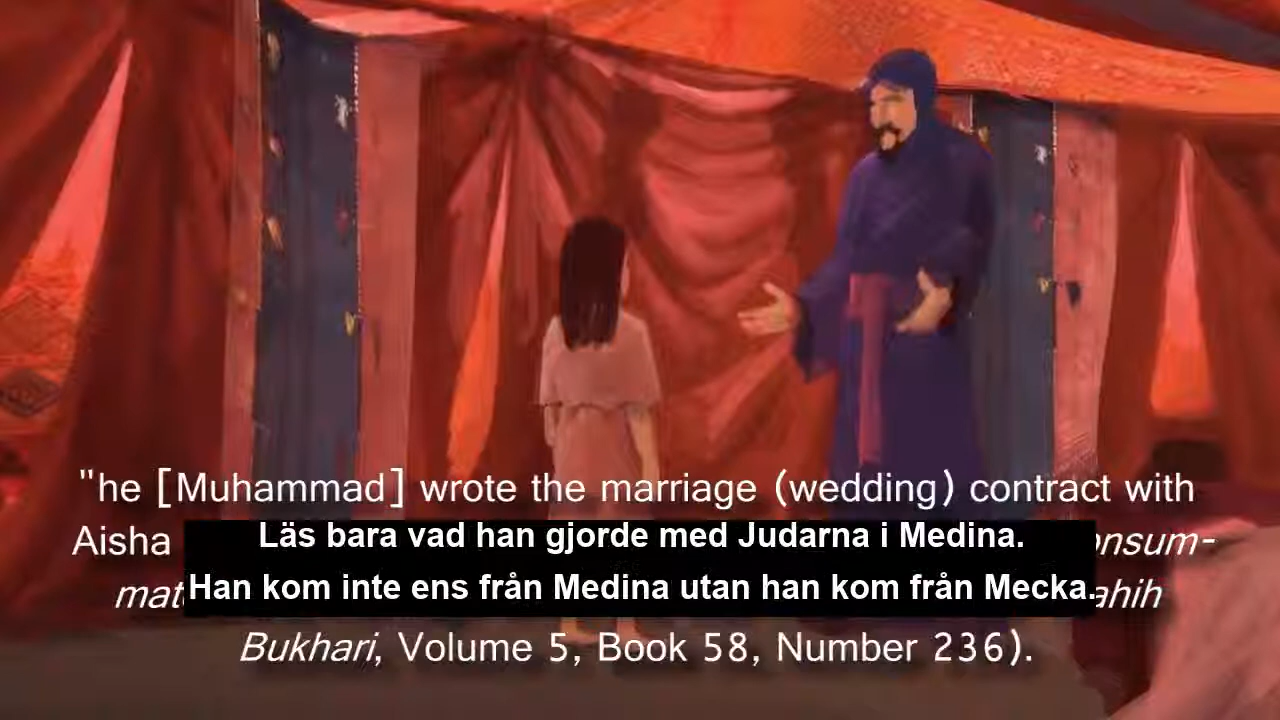 "he [Muhammad] wrote the marriage (wedding) contract with
Aisha
Läs bara vad han gjorde med Judarna i Medina.
Han kom inte ens från Medina utan han kom från Mecka.
Bukhari, Volume 5, Book 58, Number 236).